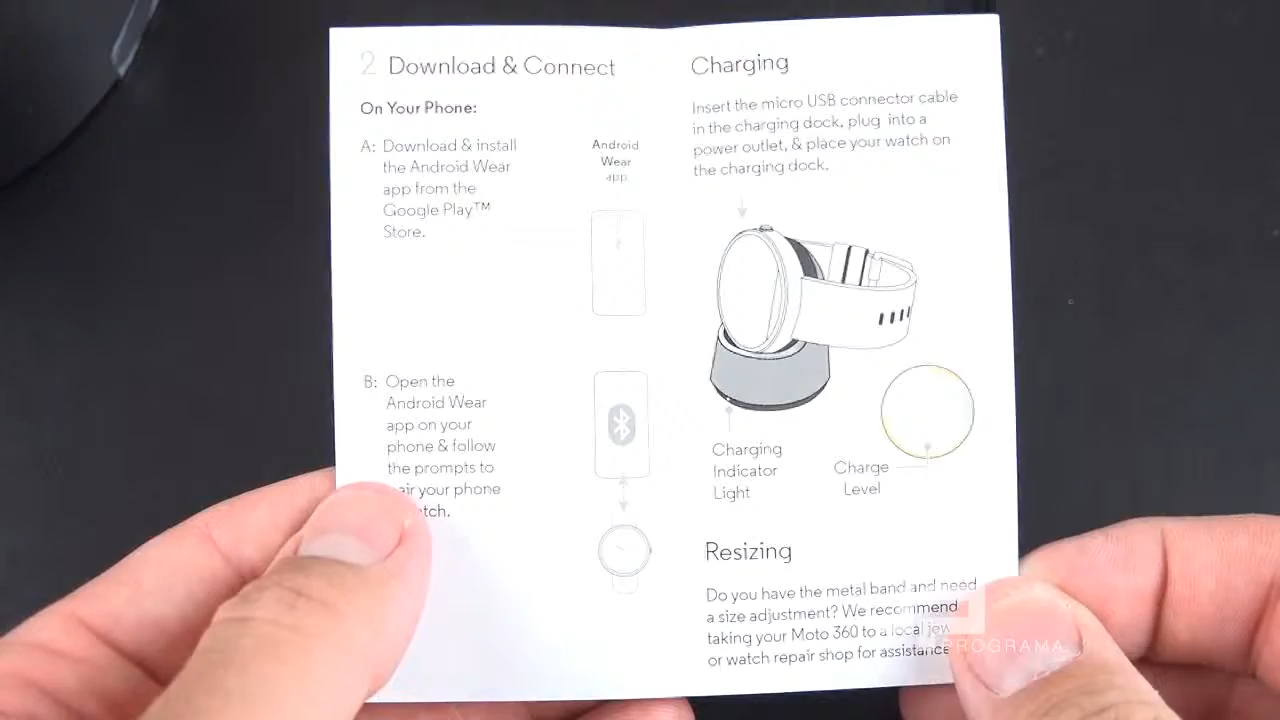 2 Download & Connect
On Your Phone:
A: Download & install
the Android Wear
app from the
Google Play™
Store.
Android
Wear
app
B: Open the
Android Wear
app on your
phone & follow
the prompts to
your phone
Charging
Insert the micro USB connector cable
in the charging dock, plug into a
power outlet, & place your watch on
the charging dock.
Charging
Indicator
Light
Charge
Level
Resizing
Do you have the metal band and need
a size adjustment? We recommend
taking your Moto 360 to a local
or watch repair shop for assistance
PROGRAMA